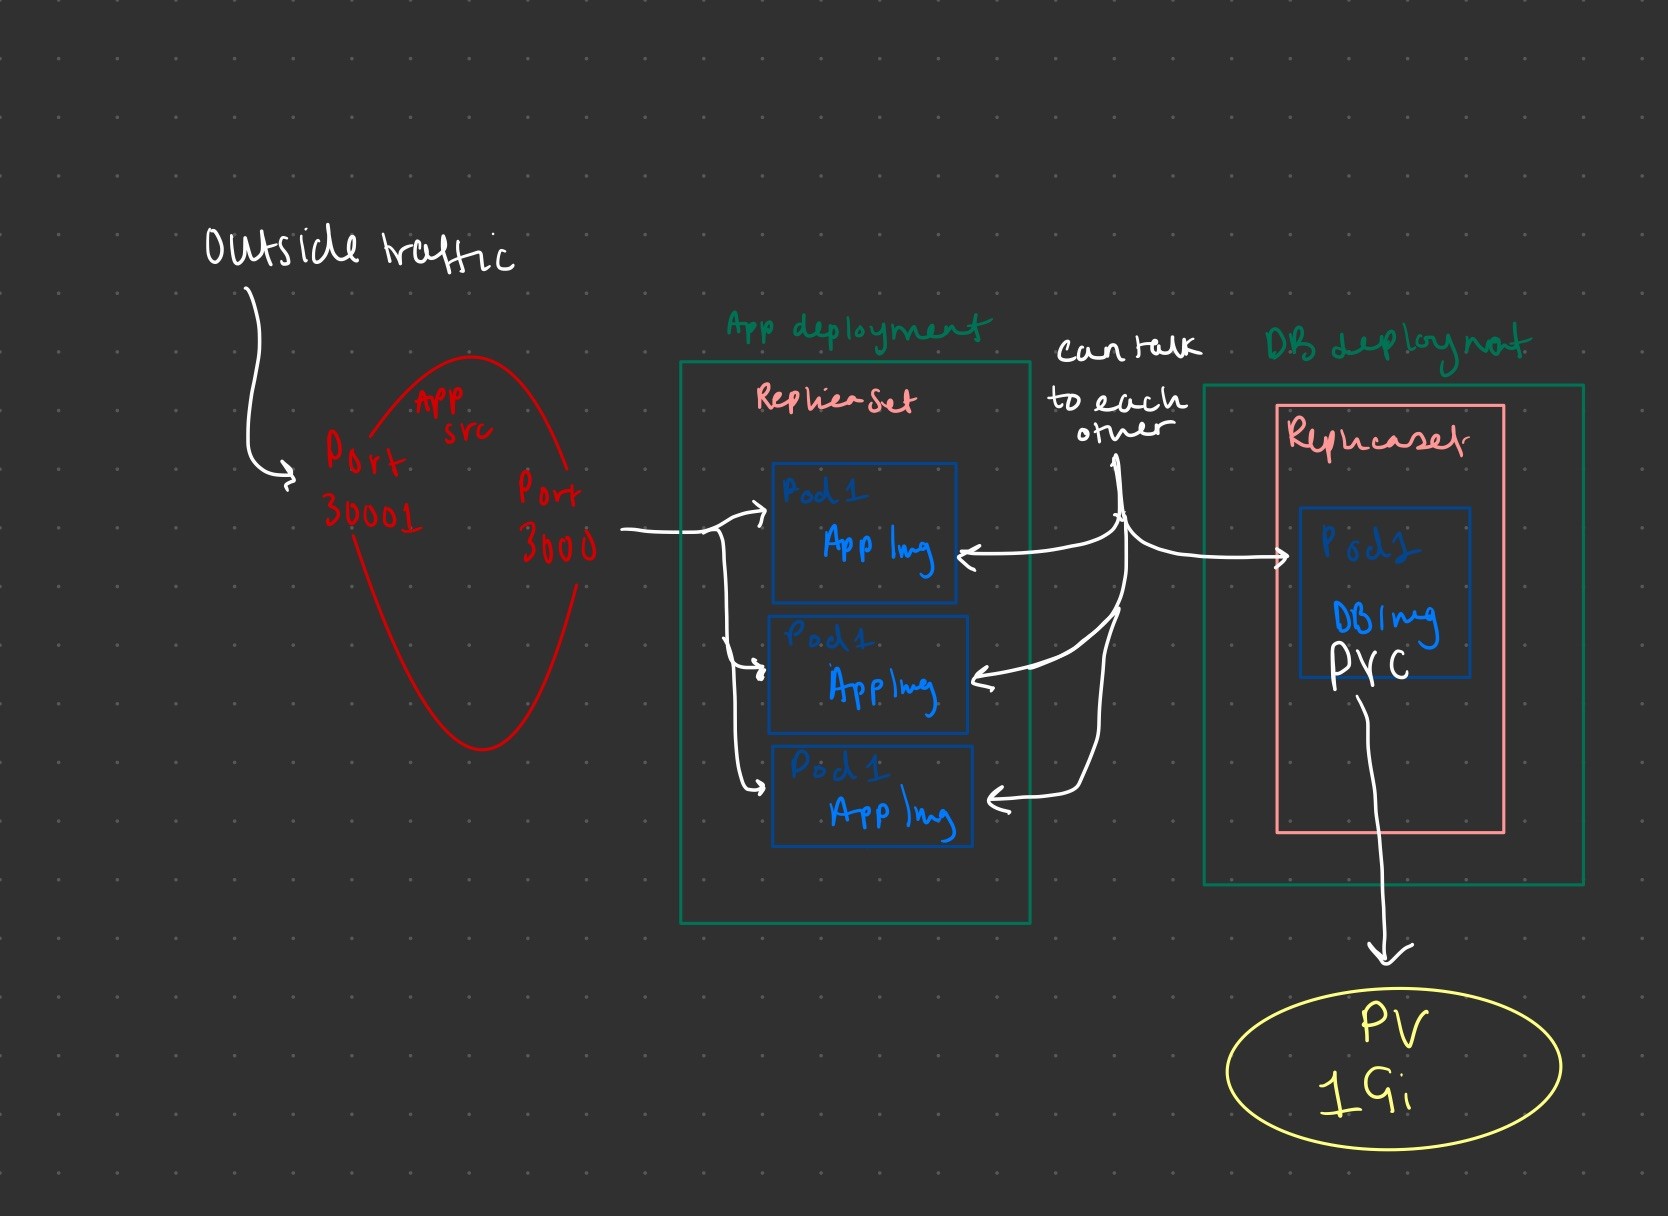 Outside traffic
App
src
Port
30001
Port
3000
App deployment
ReplicaSet
Pod 1
App Img
Pod 1
App Img
Pod 1
App Img
can talk
to each
other
DB deploymnt
Replicaset
Pod 1
DB Img
PVC
PV
1Gi